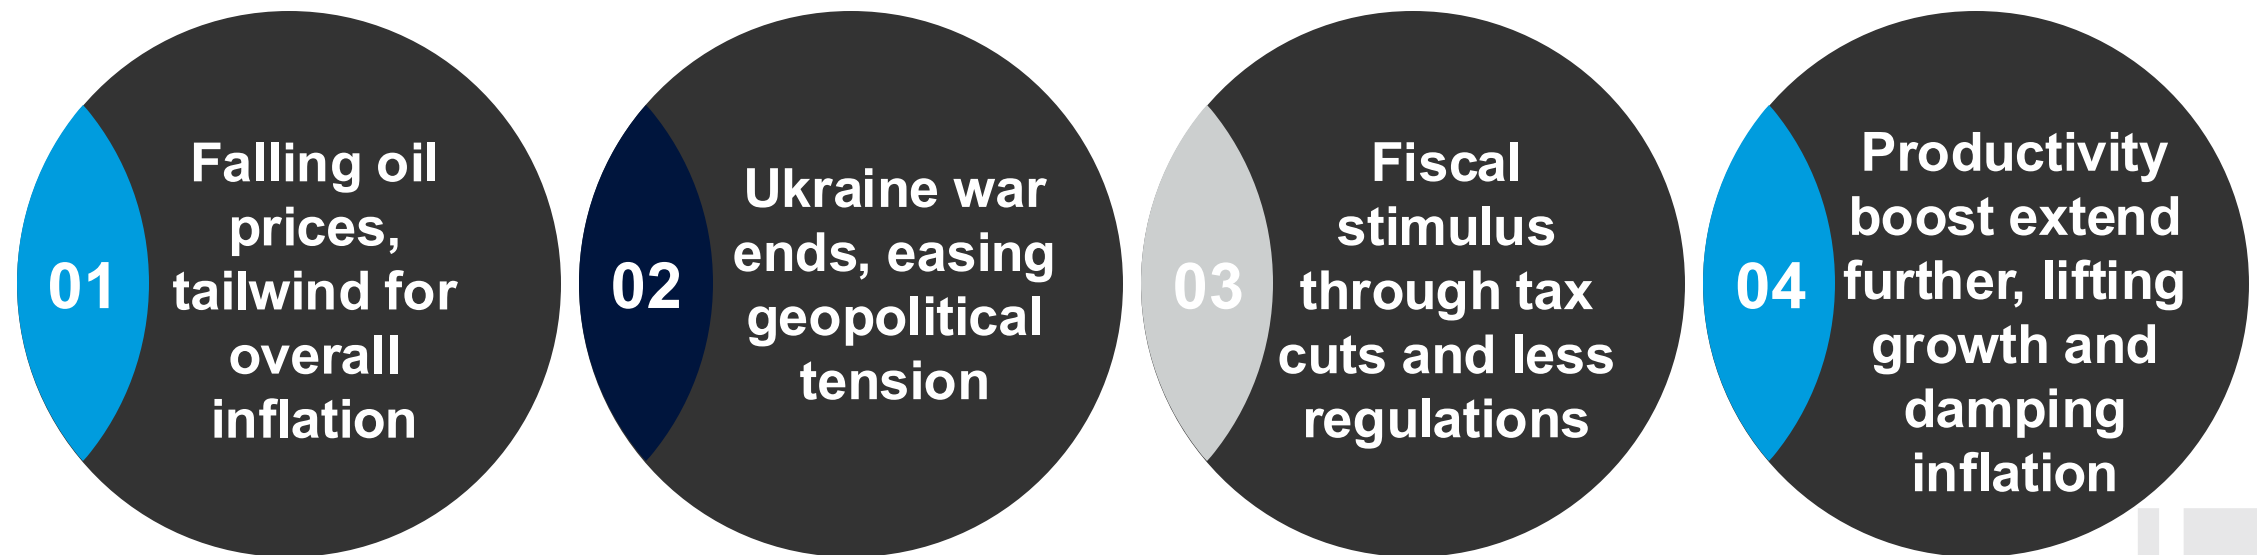 01
Falling oil
prices,
tailwind for
overall
inflation
02
Ukraine war
ends, easing
geopolitical
tension
03
Fiscal
stimulus
through tax
cuts and less
regulations
04
Productivity
boost extend
further, lifting
growth and
damping
inflation